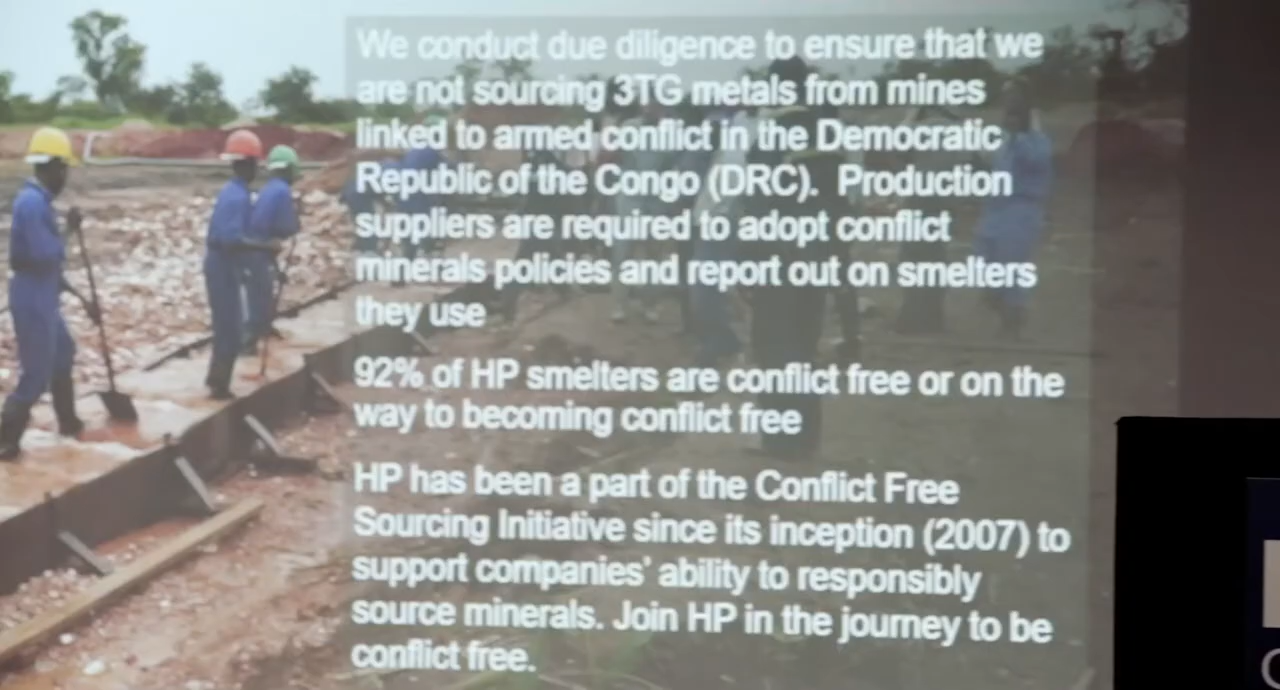 We conduct due diligence to ensure that we
are not sourcing 3TG metals from mines
linked to armed conflict in the Democratic
Republic of the Congo (DRC).  Production
suppliers are required to adopt conflict
minerals policies and report out on smelters
they use
92% of HP smelters are conflict free or on the
way to becoming conflict free
HP has been a part of the Conflict Free
Sourcing Initiative since its inception (2007) to
support companies' ability to responsibly
source minerals. Join HP in the journey to be
conflict free.